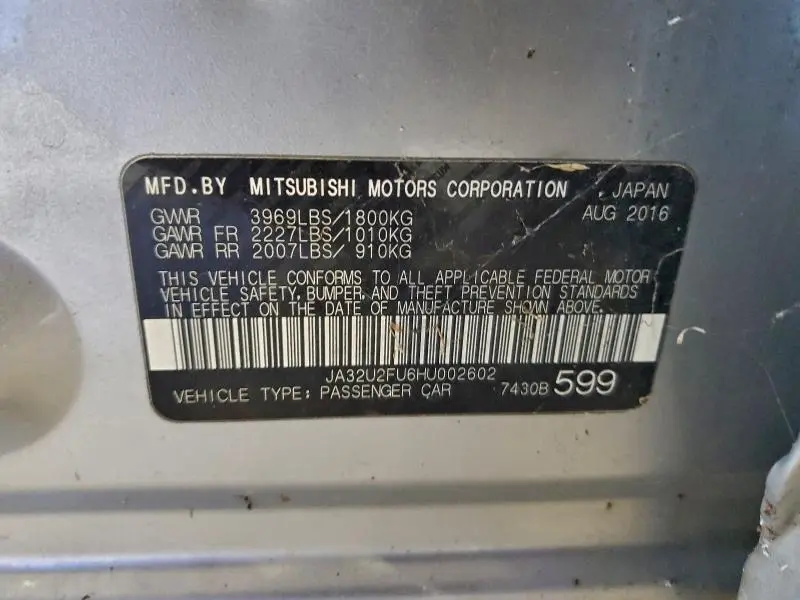 MFD.BY MITSUBISHI MOTORS CORPORATION JAPAN
AUG 2016
GVWR 3969LBS/1800KG
GAWR FR 2227LBS/1010KG
GAWR RR 2007LBS/ 910KG
THIS VEHICLE CONFORMS TO ALL APPLICABLE FEDERAL MOTOR
VEHICLE SAFETY, BUMPER, AND THEFT PREVENTION STANDARDS
IN EFFECT ON THE DATE OF MANUFACTURE SHOWN ABOVE.
JA32U2FU6HU002602
VEHICLE TYPE: PASSENGER CAR 7430B 599